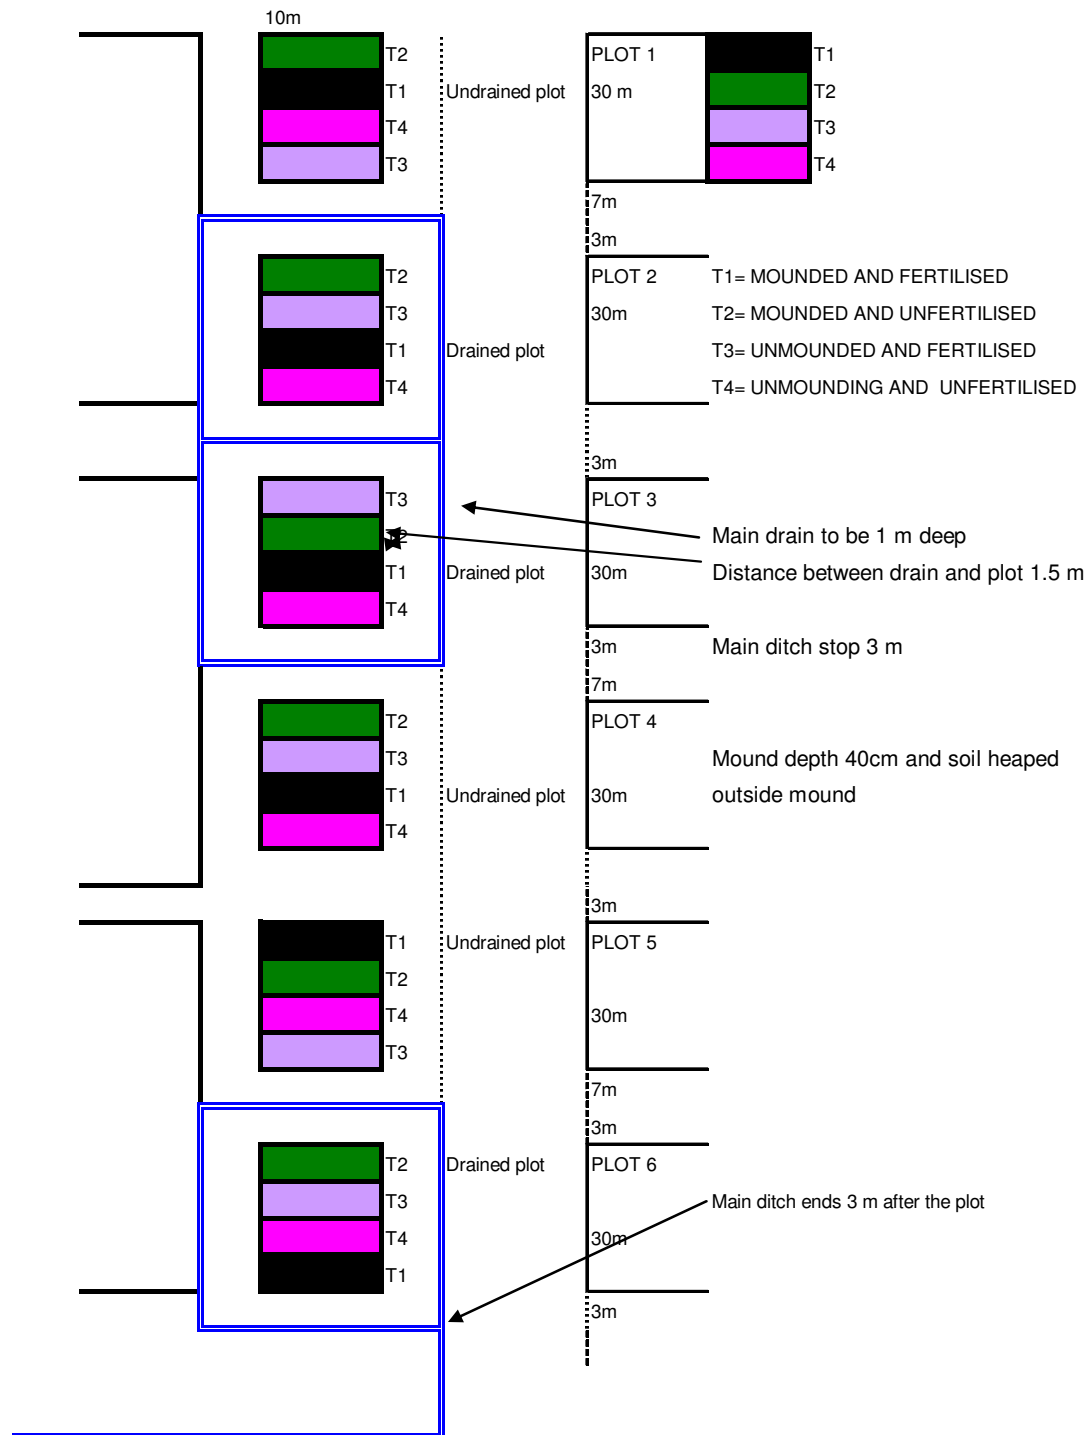 10m
T2 PLOT 1 T1
T1 Undrained plot 30 m T2
T4 T3
T3 T4
7m
3m
T2 PLOT 2 T1= MOUNDED AND FERTILISED
T3 30m T2= MOUNDED AND UNFERTILISED
T1 Drained plot T3= UNMOUNDED AND FERTILISED
T4 T4= UNMOUNDING AND UNFERTILISED
3m
T3 PLOT 3
T2 Main drain to be 1 m deep
T1 Drained plot 30m Distance between drain and plot 1.5 m
T4
3m Main ditch stop 3 m
7m
T2 PLOT 4
T3 Mound depth 40cm and soil heaped
T1 Undrained plot 30m outside mound
T4
3m
T1 Undrained plot PLOT 5
T2
T4 30m
T3
7m
3m
T2 Drained plot PLOT 6
T3 Main ditch ends 3 m after the plot
T4 30m
T1
3m